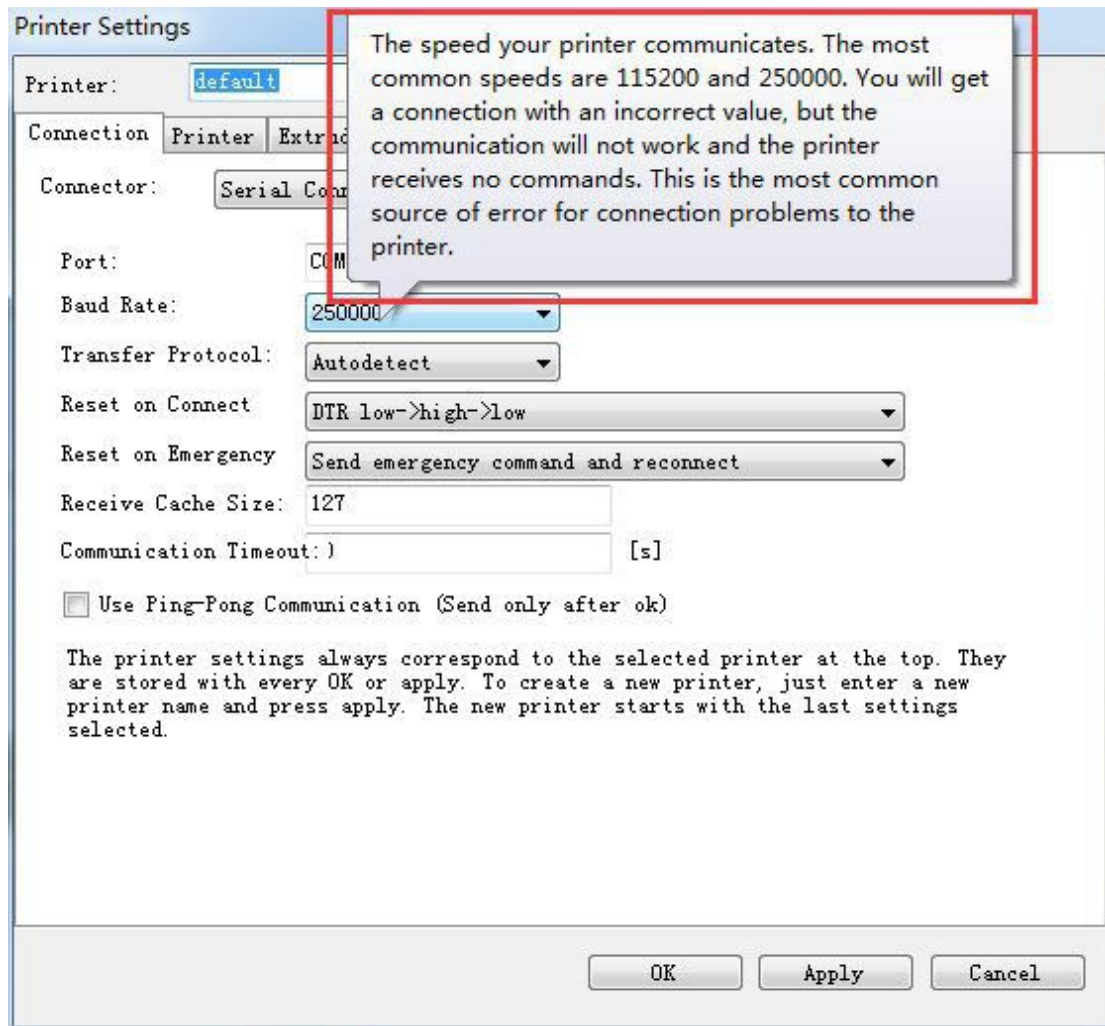 Printer Settings
The speed your printer communicates. The most
common speeds are 115200 and 250000. You will get
a connection with an incorrect value, but the
communication will not work and the printer
receives no commands. This is the most common
source of error for connection problems to the
printer.
Printer: default
Connection Printer
Connector: Serial
Port: COM
Baud Rate: 250000
Transfer Protocol: Autodetect
Reset on Connect DTR low->high->low
Reset on Emergency Send emergency command and reconnect
Receive Cache Size: 127
Communication Timeout: ) [s]
Use Ping-Pong Communication (Send only after ok)
The printer settings always correspond to the selected printer at the top. They
are stored with every OK or apply. To create a new printer, just enter a new
printer name and press apply. The new printer starts with the last settings
selected.
OK Apply Cancel